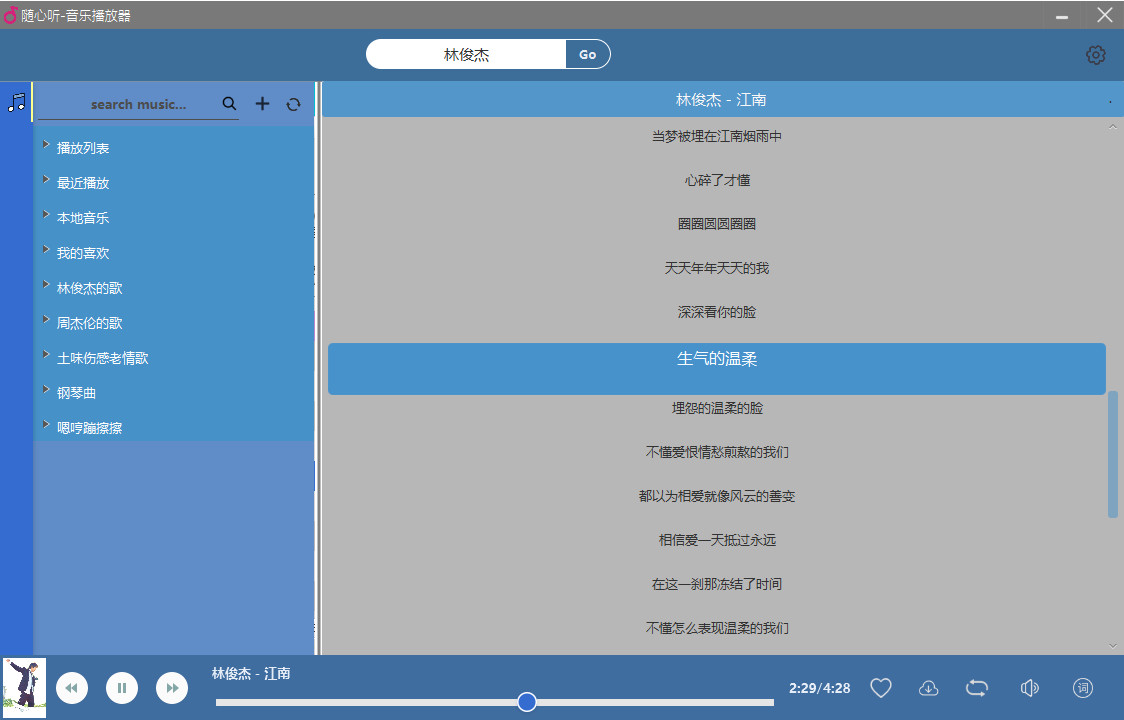 随心听-音乐播放器
林俊杰
Go
search music...
播放列表
最近播放
本地音乐
我的喜欢
林俊杰的歌
周杰伦的歌
土味伤感老情歌
钢琴曲
嗯哼蹦擦擦
林俊杰 - 江南
当梦被埋在江南烟雨中
心碎了才懂
圈圈圆圆圈圈
天天年年天天的我
深深看你的脸
生气的温柔
埋怨的温柔的脸
不懂爱恨情愁煎熬的我们
都以为相爱就像风云的善变
相信爱一天抵过永远
在这一刹那冻结了时间
不懂怎么表现温柔的我们
林俊杰 - 江南
2:29/4:28
词